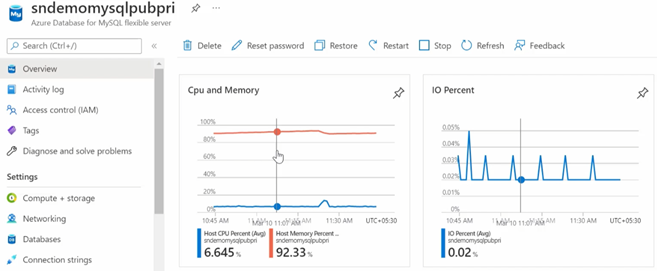 sndemomysqlpubpri
Azure Database for MySQL flexible server
Search (Ctrl+/)
Delete Reset password Restore Restart Stop Refresh Feedback
Overview
Activity log
Access control (IAM)
Tags
Diagnose and solve problems
Settings
Compute + storage
Networking
Databases
Connection strings
Cpu and Memory
100%
80%
60%
40%
20%
0%
10:45 AM Mar 10 11:07 AM 11:30 AM UTC+05:30
Host CPU Percent (Avg) Host Memory Percent ...
sndemomysqlpubpri sndemomysqlpubpri
6.645 % 92.33 %
IO Percent
0.05%
0.04%
0.03%
0.02%
0.01%
0%
10:45 AM Mar 10 11:07 AM 11:30 AM UTC+05:30
IO Percent (Avg)
sndemomysqlpubpri
0.02 %